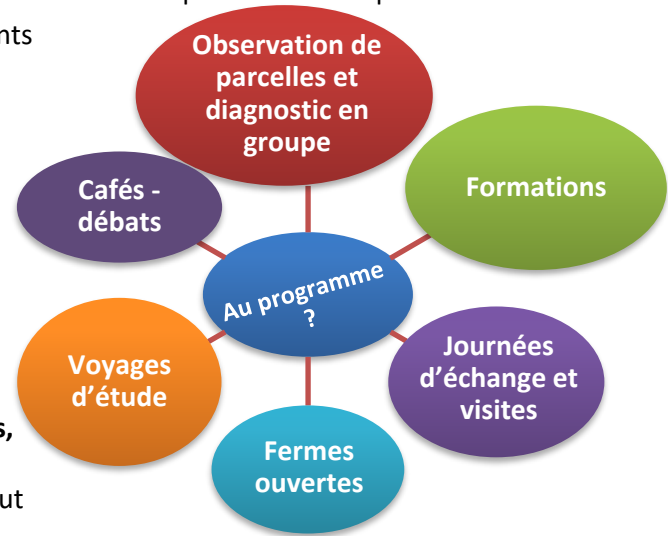 nts
Observation de
parcelles et
diagnostic en
groupe
Formations
Cafés -
débats
Au programme
?
Journées
d’échange et
visites
Voyages
d’étude
Fermes
ouvertes
s,
ut